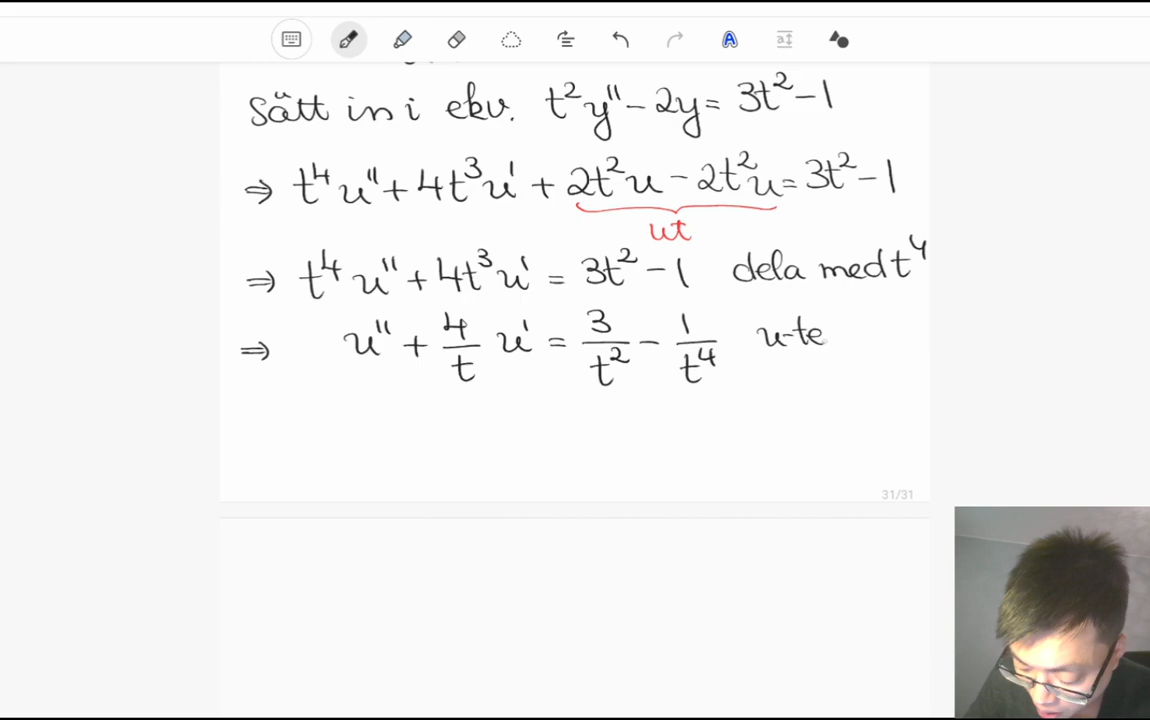 Sätt in i ekv. t²y'' - 2y = 3t² - 1
⇒ t⁴u'' + 4t³u' + 2t²u - 2t²u = 3t² - 1
ut
⇒ t⁴u'' + 4t³u' = 3t² - 1 dela med t⁴
⇒ u'' + 4/t u' = 3/t² - 1/t⁴ u-te
31/31